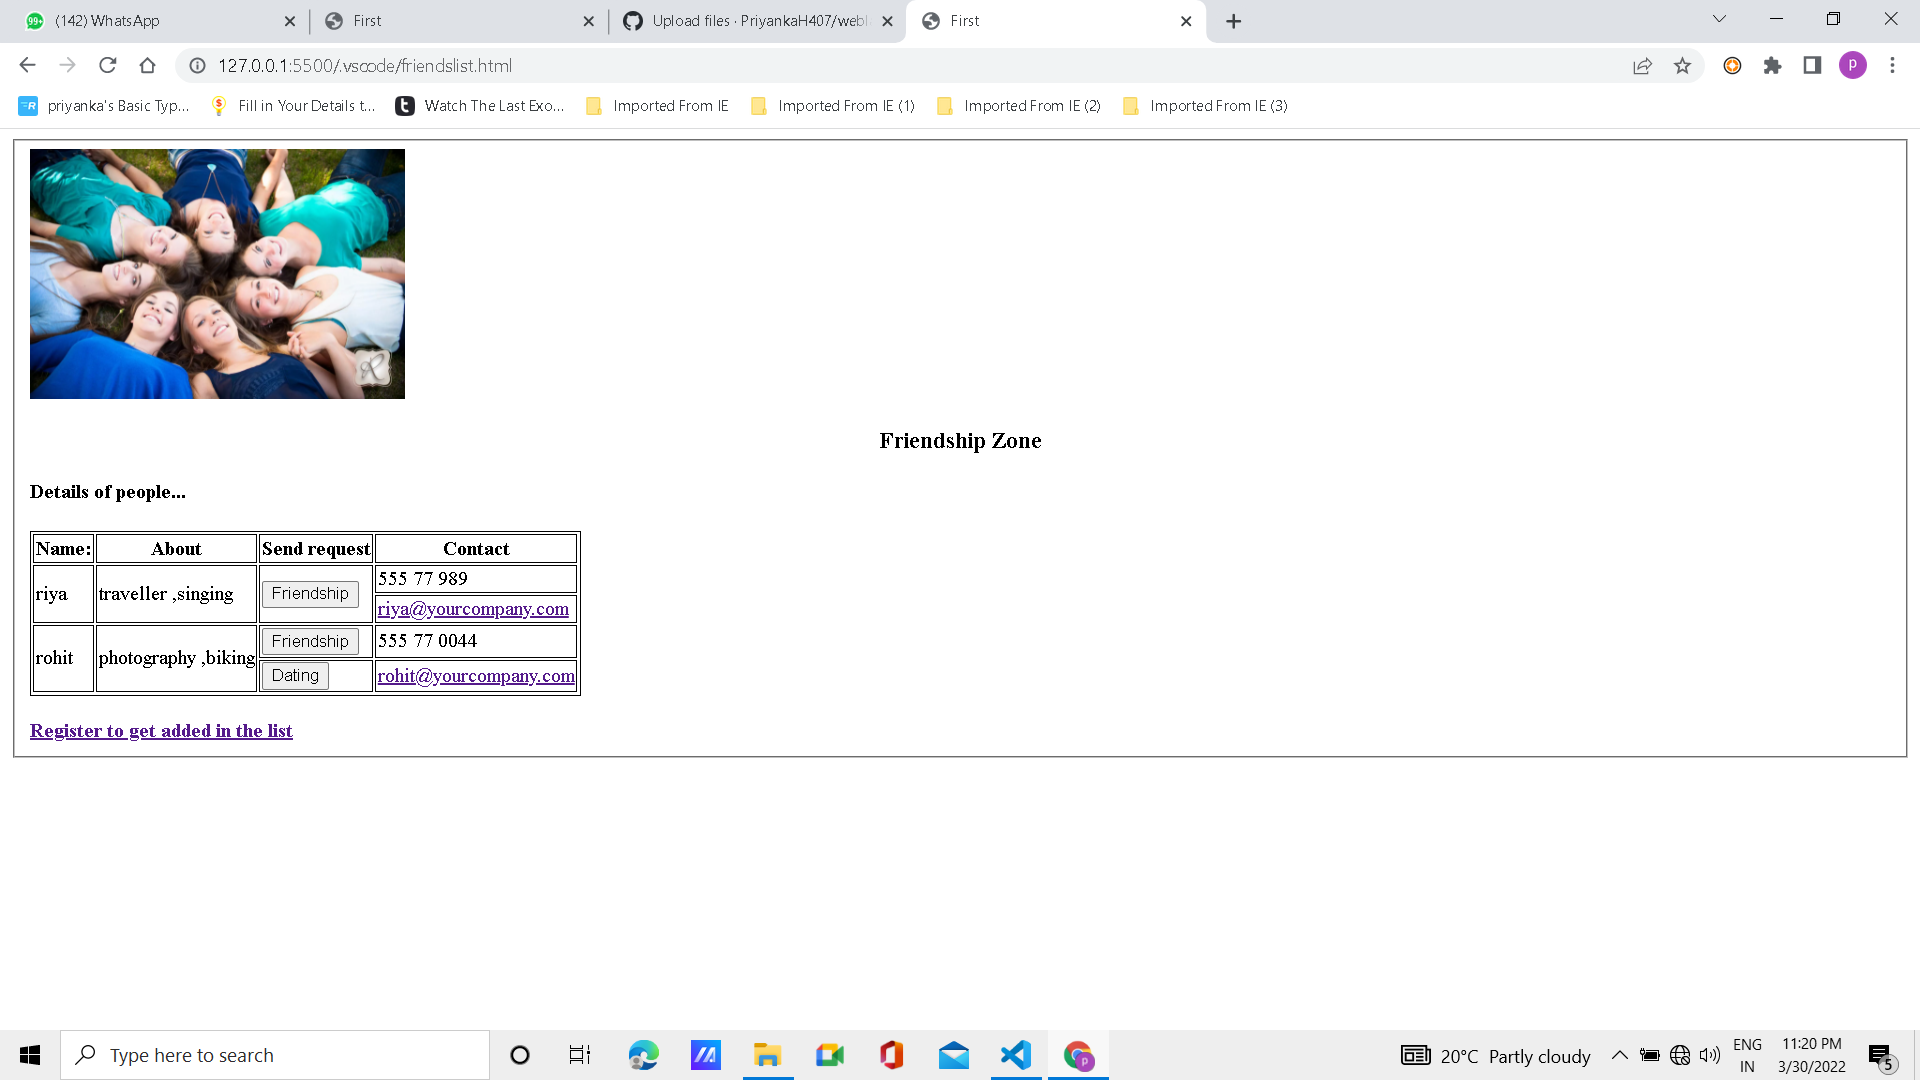 99+ (142) WhatsApp
First
Upload files · PriyankaH407/webl
First
127.0.0.1:5500/.vscode/friendslist.html
P
priyanka's Basic Typ...
Fill in Your Details t...
Watch The Last Exo...
Imported From IE
Imported From IE (1)
Imported From IE (2)
Imported From IE (3)
R
Friendship Zone
Details of people...
Name: About Send request Contact
riya traveller ,singing Friendship 555 77 989
riya@yourcompany.com
rohit photography ,biking Friendship 555 77 0044
Dating rohit@yourcompany.com
Register to get added in the list
Type here to search
20°C Partly cloudy
ENG
IN
11:20 PM
3/30/2022
5